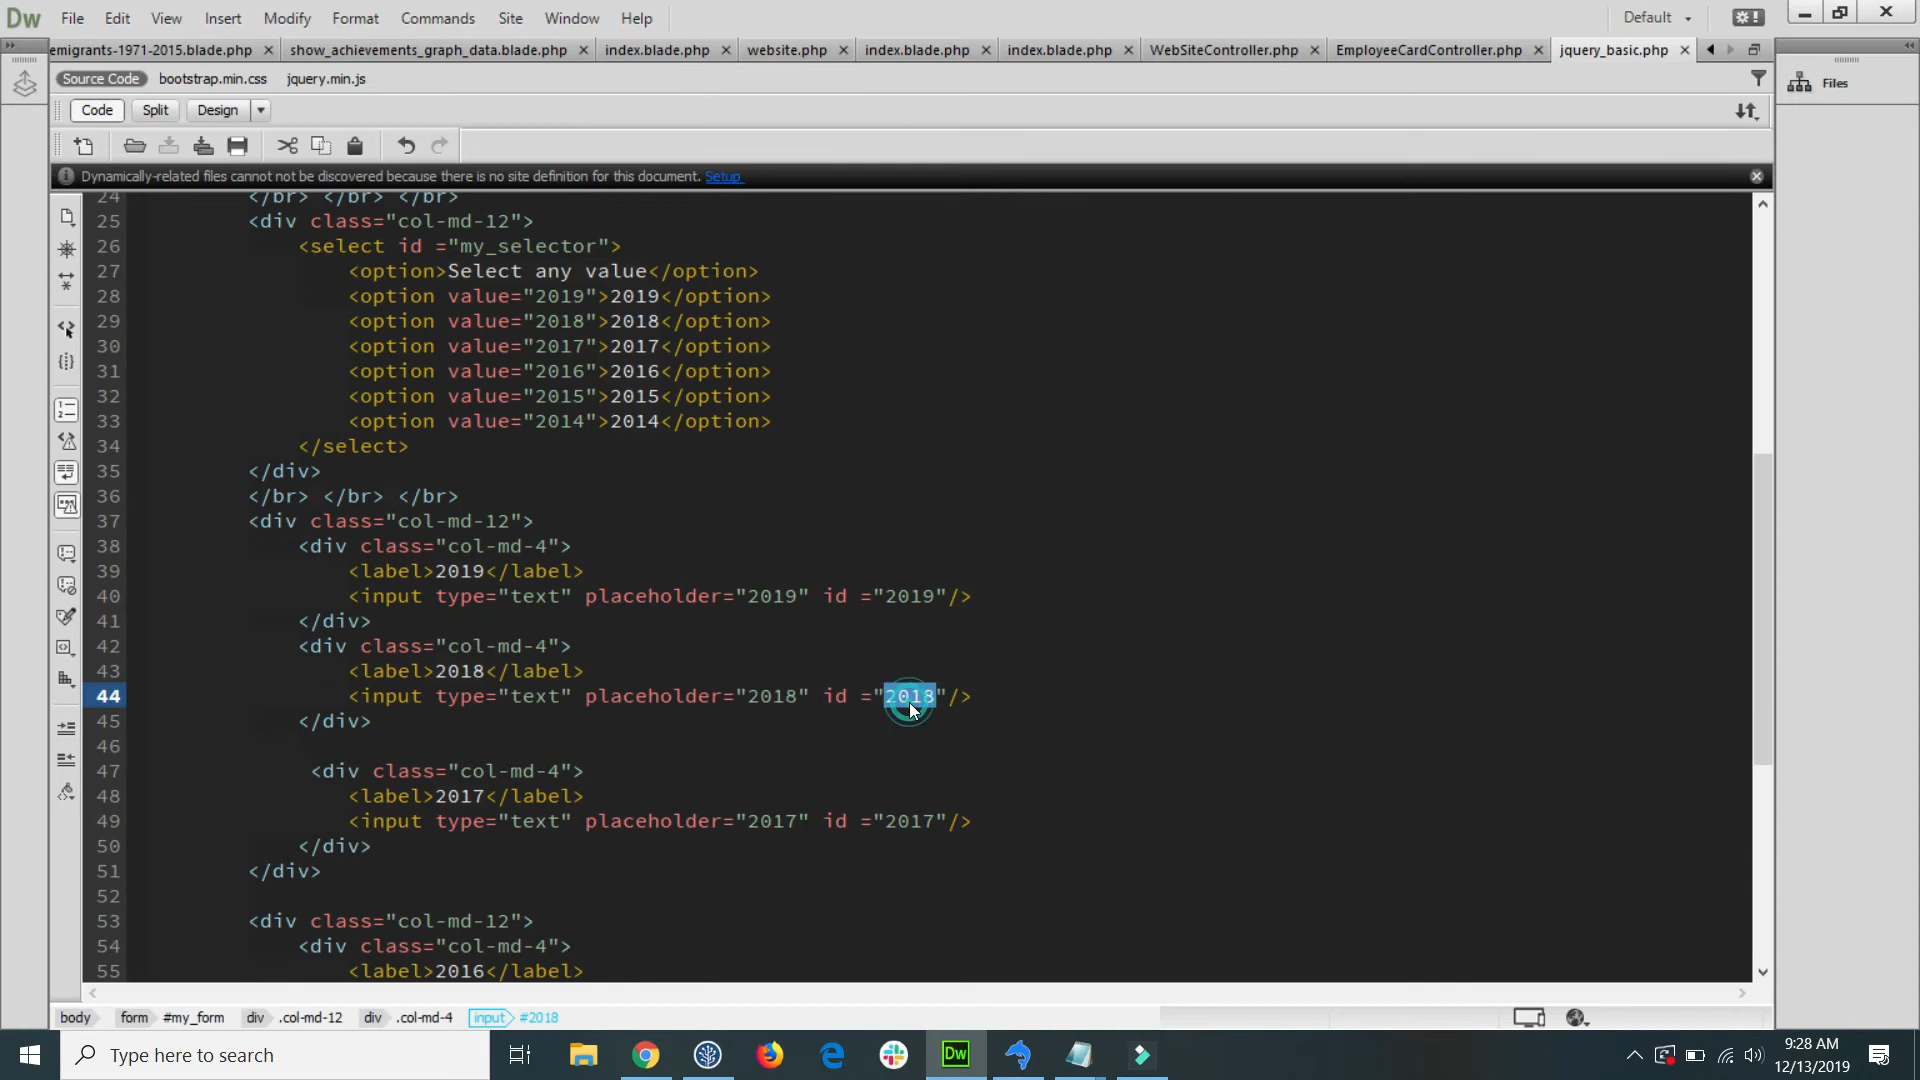 Dw File Edit View Insert Modify Format Commands Site Window Help Default
emigrants-1971-2015.blade.php show_achievements_graph_data.blade.php index.blade.php website.php index.blade.php index.blade.php WebSiteController.php EmployeeCardController.php jquery_basic.php
Source Code bootstrap.min.css jquery.min.js
Files
Code Split Design
Dynamically-related files cannot not be discovered because there is no site definition for this document. Setup
24 </br> </br> </br>
25 <div class="col-md-12">
26 <select id ="my_selector">
27 <option>Select any value</option>
28 <option value="2019">2019</option>
29 <option value="2018">2018</option>
30 <option value="2017">2017</option>
31 <option value="2016">2016</option>
32 <option value="2015">2015</option>
33 <option value="2014">2014</option>
34 </select>
35 </div>
36 </br> </br> </br>
37 <div class="col-md-12">
38 <div class="col-md-4">
39 <label>2019</label>
40 <input type="text" placeholder="2019" id ="2019"/>
41 </div>
42 <div class="col-md-4">
43 <label>2018</label>
44 <input type="text" placeholder="2018" id ="2018"/>
45 </div>
46
47 <div class="col-md-4">
48 <label>2017</label>
49 <input type="text" placeholder="2017" id ="2017"/>
50 </div>
51 </div>
52
53 <div class="col-md-12">
54 <div class="col-md-4">
55 <label>2016</label>
body form #my_form div .col-md-12 div .col-md-4 input #2018
Type here to search
Dw
9:28 AM
12/13/2019